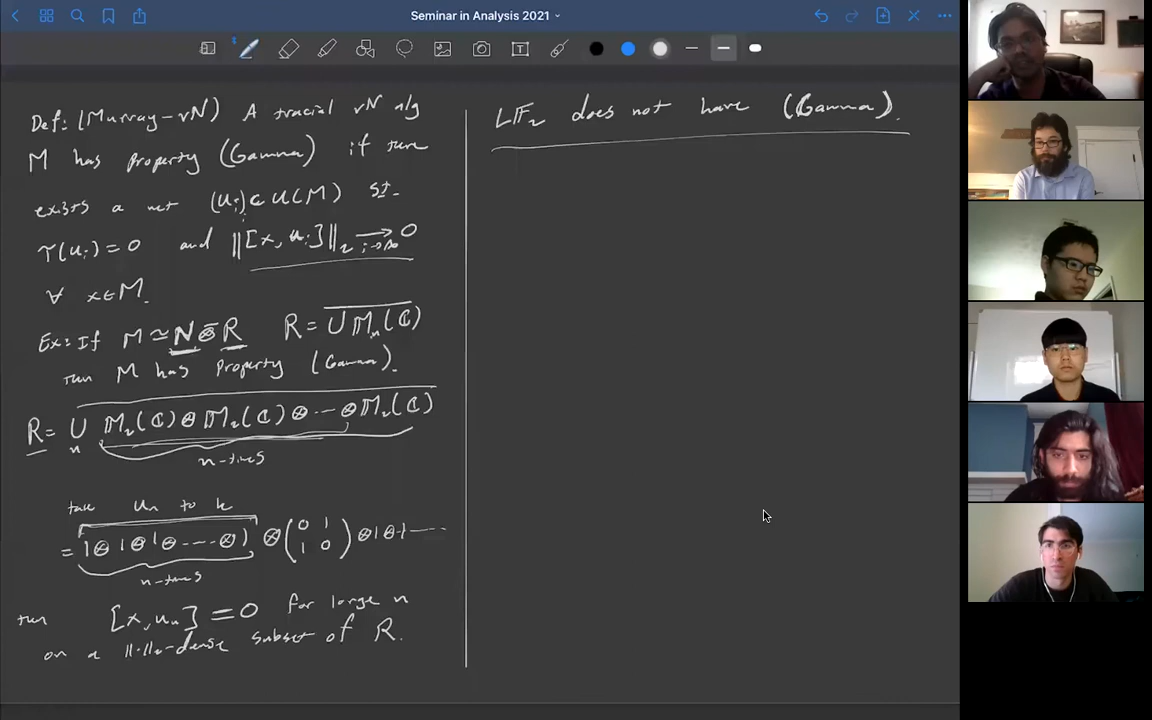 Seminar in Analysis 2021
Def: (Murray-vN) A tracial vN alg
M has property (Gamma) if there
exists a net (u_i) ⊂ U(M) st.
τ(u_i) = 0 and ||[x, u_i]||_2 → 0
i→∞
∀ x ∈ M.
Ex: If M ≃ N ⊗̄ R R = ∪ M_n(ℂ)
then M has Property (Gamma).
R = ∪ M_2(ℂ) ⊗ M_2(ℂ) ⊗ ··· ⊗ M_2(ℂ)
n
n-times
take u_n to be
= 1 ⊗ 1 ⊗ 1 ⊗ ···· ⊗ 1 ⊗ (0 1
1 0) ⊗ 1 ⊗ 1 ····
n-times
then [x, u_n] = 0 for large n
on a ||·||_2-dense subset of R.
L𝔽_2 does not have (Gamma).